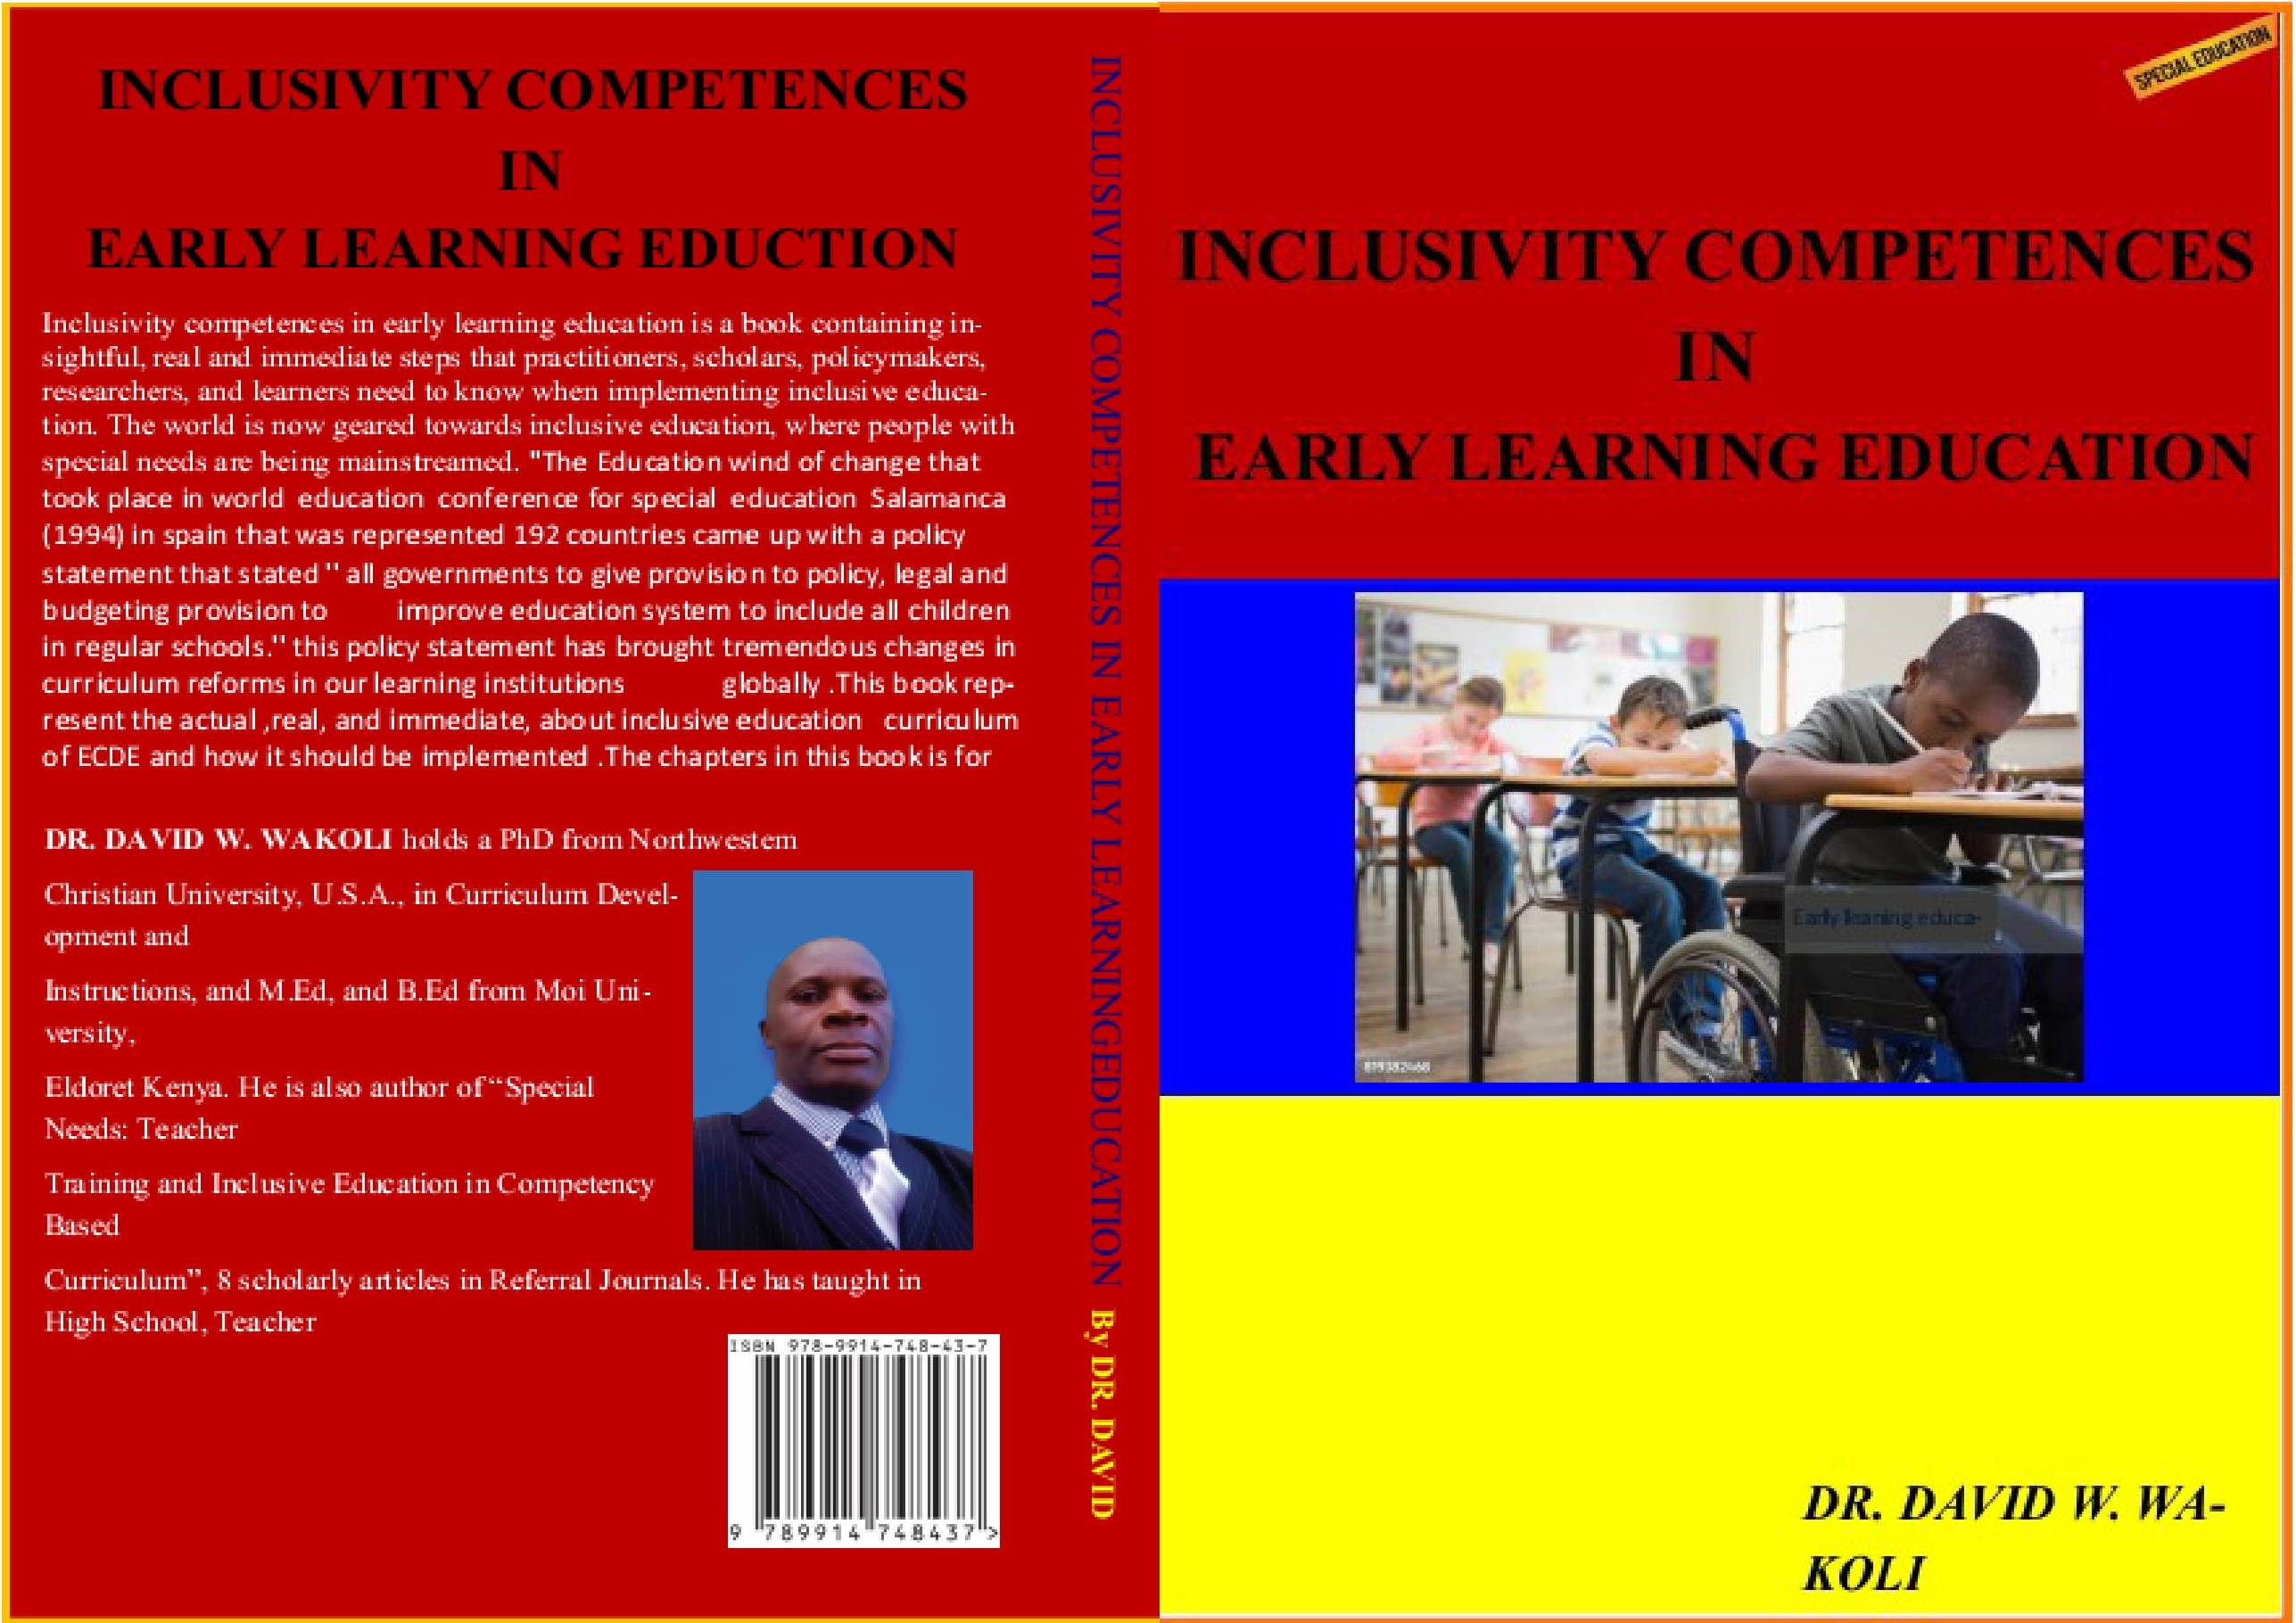 INCLUSIVITY COMPETENCES
IN
EARLY LEARNING EDUCTION
Inclusivity competences in early learning education is a book containing in-
sightful, real and immediate steps that practitioners, scholars, policymakers,
researchers, and learners need to know when implementing inclusive educa-
tion. The world is now geared towards inclusive education, where people with
special needs are being mainstreamed. "The Education wind of change that
took place in world education conference for special education Salamanca
(1994) in spain that was represented 192 countries came up with a policy
statement that stated " all governments to give provision to policy, legal and
budgeting provision to improve education system to include all children
in regular schools." this policy statement has brought tremendous changes in
curriculum reforms in our learning institutions globally .This book rep-
resent the actual ,real, and immediate, about inclusive education curriculum
of ECDE and how it should be implemented .The chapters in this book is for
DR. DAVID W. WAKOLI holds a PhD from Northwestern
Christian University, U.S.A., in Curriculum Devel-
opment and
Instructions, and M.Ed, and B.Ed from Moi Uni-
versity,
Eldoret Kenya. He is also author of “Special
Needs: Teacher
Training and Inclusive Education in Competency
Based
Curriculum”, 8 scholarly articles in Referral Journals. He has taught in
High School, Teacher
ISBN 978-9914-748-43-7
9 789914 748437 >
INCLUSIVITY COMPETENCES IN EARLY LEARNINGEDUCATION By DR. DAVID
SPECIAL EDUCATION
INCLUSIVITY COMPETENCES
IN
EARLY LEARNING EDUCATION
Early learning educa-
819382468
DR. DAVID W. WA-
KOLI